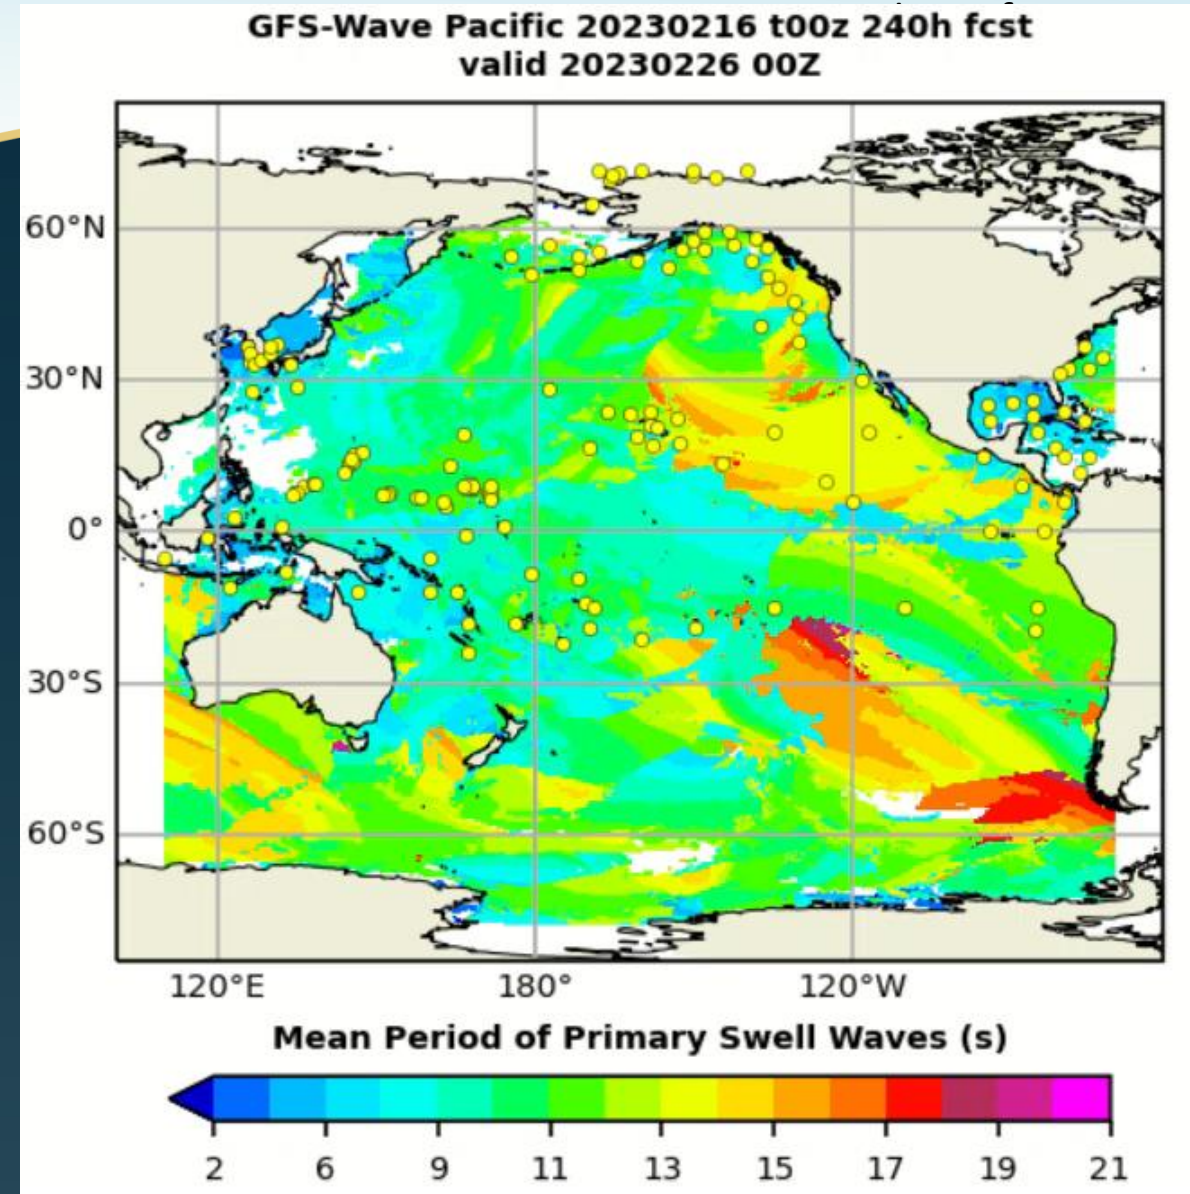 GFS-Wave Pacific 20230216 t00z 240h fcst
valid 20230226 00Z
60°N
30°N
0°
30°S
60°S
120°E 180° 120°W
Mean Period of Primary Swell Waves (s)
2 6 9 11 13 15 17 19 21